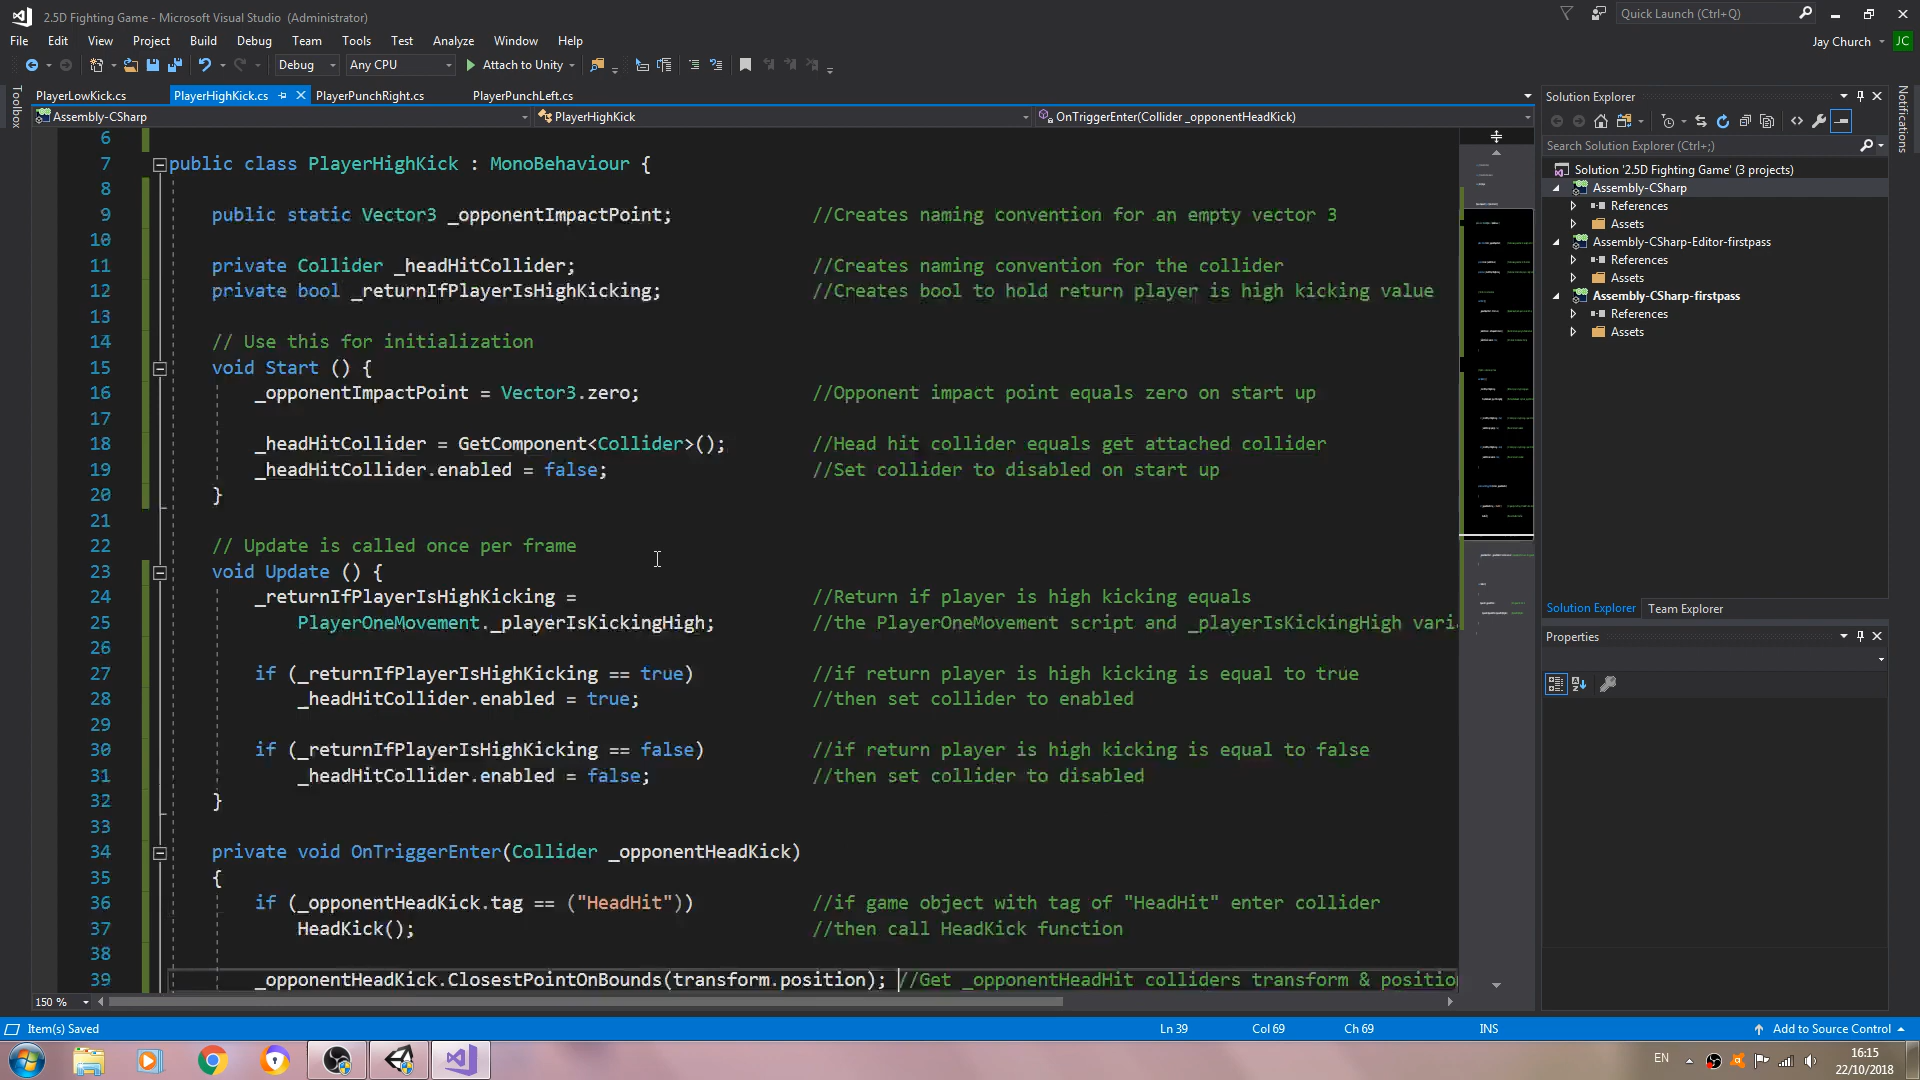 2.5D Fighting Game - Microsoft Visual Studio (Administrator)
Quick Launch (Ctrl+Q)
File Edit View Project Build Debug Team Tools Test Analyze Window Help
Jay Church JC
Debug Any CPU Attach to Unity
Toolbox
PlayerLowKick.cs PlayerHighKick.cs PlayerPunchRight.cs PlayerPunchLeft.cs
Assembly-CSharp PlayerHighKick OnTriggerEnter(Collider _opponentHeadKick)
6
7 public class PlayerHighKick : MonoBehaviour {
8
9 public static Vector3 _opponentImpactPoint; //Creates naming convention for an empty vector 3
10
11 private Collider _headHitCollider; //Creates naming convention for the collider
12 private bool _returnIfPlayerIsHighKicking; //Creates bool to hold return player is high kicking value
13
14 // Use this for initialization
15 void Start () {
16 _opponentImpactPoint = Vector3.zero; //Opponent impact point equals zero on start up
17
18 _headHitCollider = GetComponent<Collider>(); //Head hit collider equals get attached collider
19 _headHitCollider.enabled = false; //Set collider to disabled on start up
20 }
21
22 // Update is called once per frame
23 void Update () {
24 _returnIfPlayerIsHighKicking = //Return if player is high kicking equals
25 PlayerOneMovement._playerIsKickingHigh; //the PlayerOneMovement script and _playerIsKickingHigh vari
26
27 if (_returnIfPlayerIsHighKicking == true) //if return player is high kicking is equal to true
28 _headHitCollider.enabled = true; //then set collider to enabled
29
30 if (_returnIfPlayerIsHighKicking == false) //if return player is high kicking is equal to false
31 _headHitCollider.enabled = false; //then set collider to disabled
32 }
33
34 private void OnTriggerEnter(Collider _opponentHeadKick)
35 {
36 if (_opponentHeadKick.tag == ("HeadHit")) //if game object with tag of "HeadHit" enter collider
37 HeadKick(); //then call HeadKick function
38
39 _opponentHeadKick.ClosestPointOnBounds(transform.position); //Get _opponentHeadHit colliders transform & positio
150 %
Solution Explorer
Search Solution Explorer (Ctrl+;)
Solution '2.5D Fighting Game' (3 projects)
Assembly-CSharp
References
Assets
Assembly-CSharp-Editor-firstpass
References
Assets
Assembly-CSharp-firstpass
References
Assets
Solution Explorer Team Explorer
Properties
Notifications
Item(s) Saved Ln 39 Col 69 Ch 69 INS Add to Source Control
EN
16:15
22/10/2018